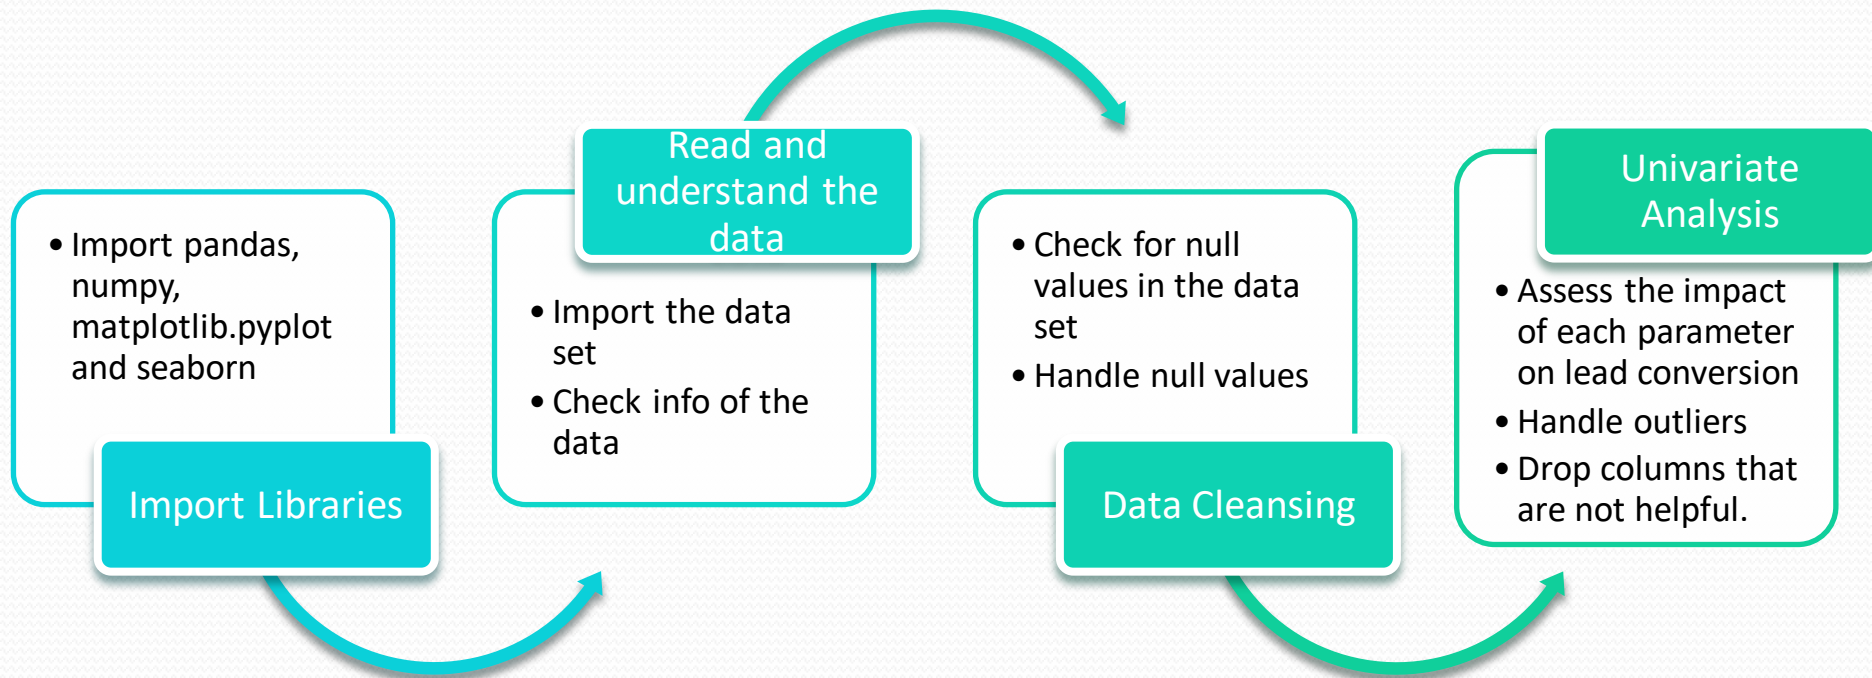 • Import pandas,
numpy,
matplotlib.pyplot
and seaborn
Import Libraries
Read and
understand the
data
• Import the data
set
• Check info of the
data
• Check for null
values in the data
set
• Handle null values
Data Cleansing
Univariate
Analysis
• Assess the impact
of each parameter
on lead conversion
• Handle outliers
• Drop columns that
are not helpful.